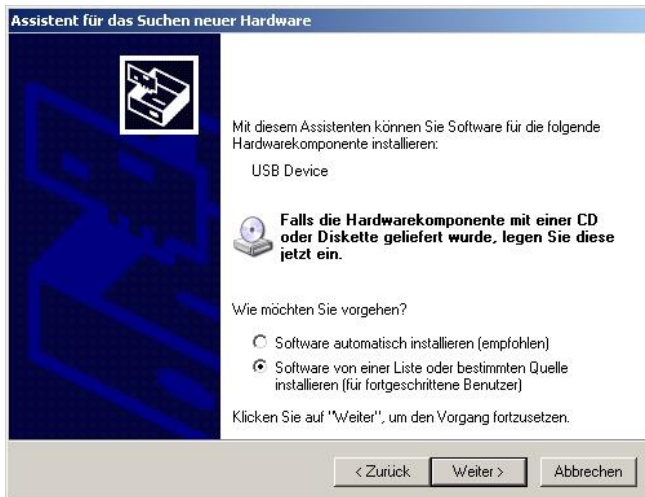 Assistent für das Suchen neuer Hardware
Mit diesem Assistenten können Sie Software für die folgende
Hardwarekomponente installieren:
USB Device
Falls die Hardwarekomponente mit einer CD
oder Diskette geliefert wurde, legen Sie diese
jetzt ein.
Wie möchten Sie vorgehen?
Software automatisch installieren (empfohlen)
Software von einer Liste oder bestimmten Quelle
installieren (für fortgeschrittene Benutzer)
Klicken Sie auf "Weiter", um den Vorgang fortzusetzen.
< Zurück Weiter > Abbrechen